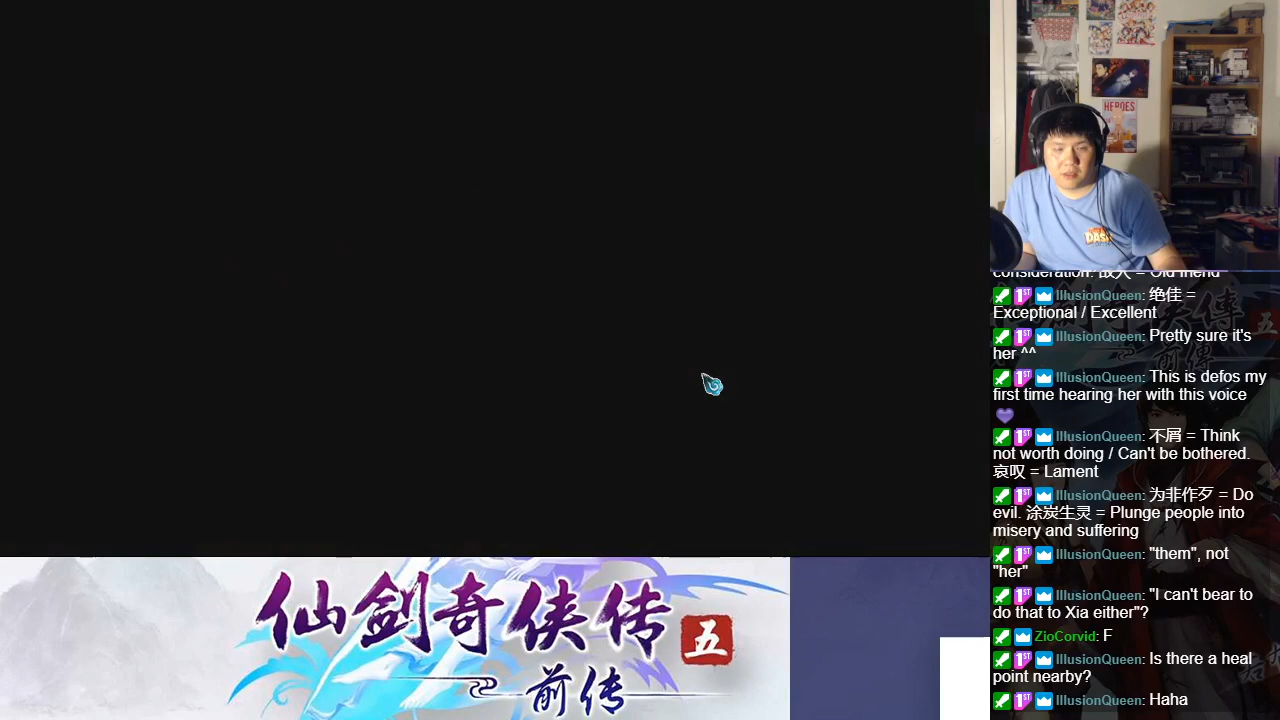 HEROES
DASH
consideration. 故人 = Old friend
IllusionQueen: 绝佳 =
Exceptional / Excellent
IllusionQueen: Pretty sure it's
her ^^
IllusionQueen: This is defos my
first time hearing her with this voice
IllusionQueen: 不屑 = Think
not worth doing / Can't be bothered.
哀叹 = Lament
IllusionQueen: 为非作歹 = Do
evil. 涂炭生灵 = Plunge people into
misery and suffering
IllusionQueen: "them", not
"her"
IllusionQueen: "I can't bear to
do that to Xia either"?
ZioCorvid: F
IllusionQueen: Is there a heal
point nearby?
IllusionQueen: Haha
仙剑奇侠传
五
前传